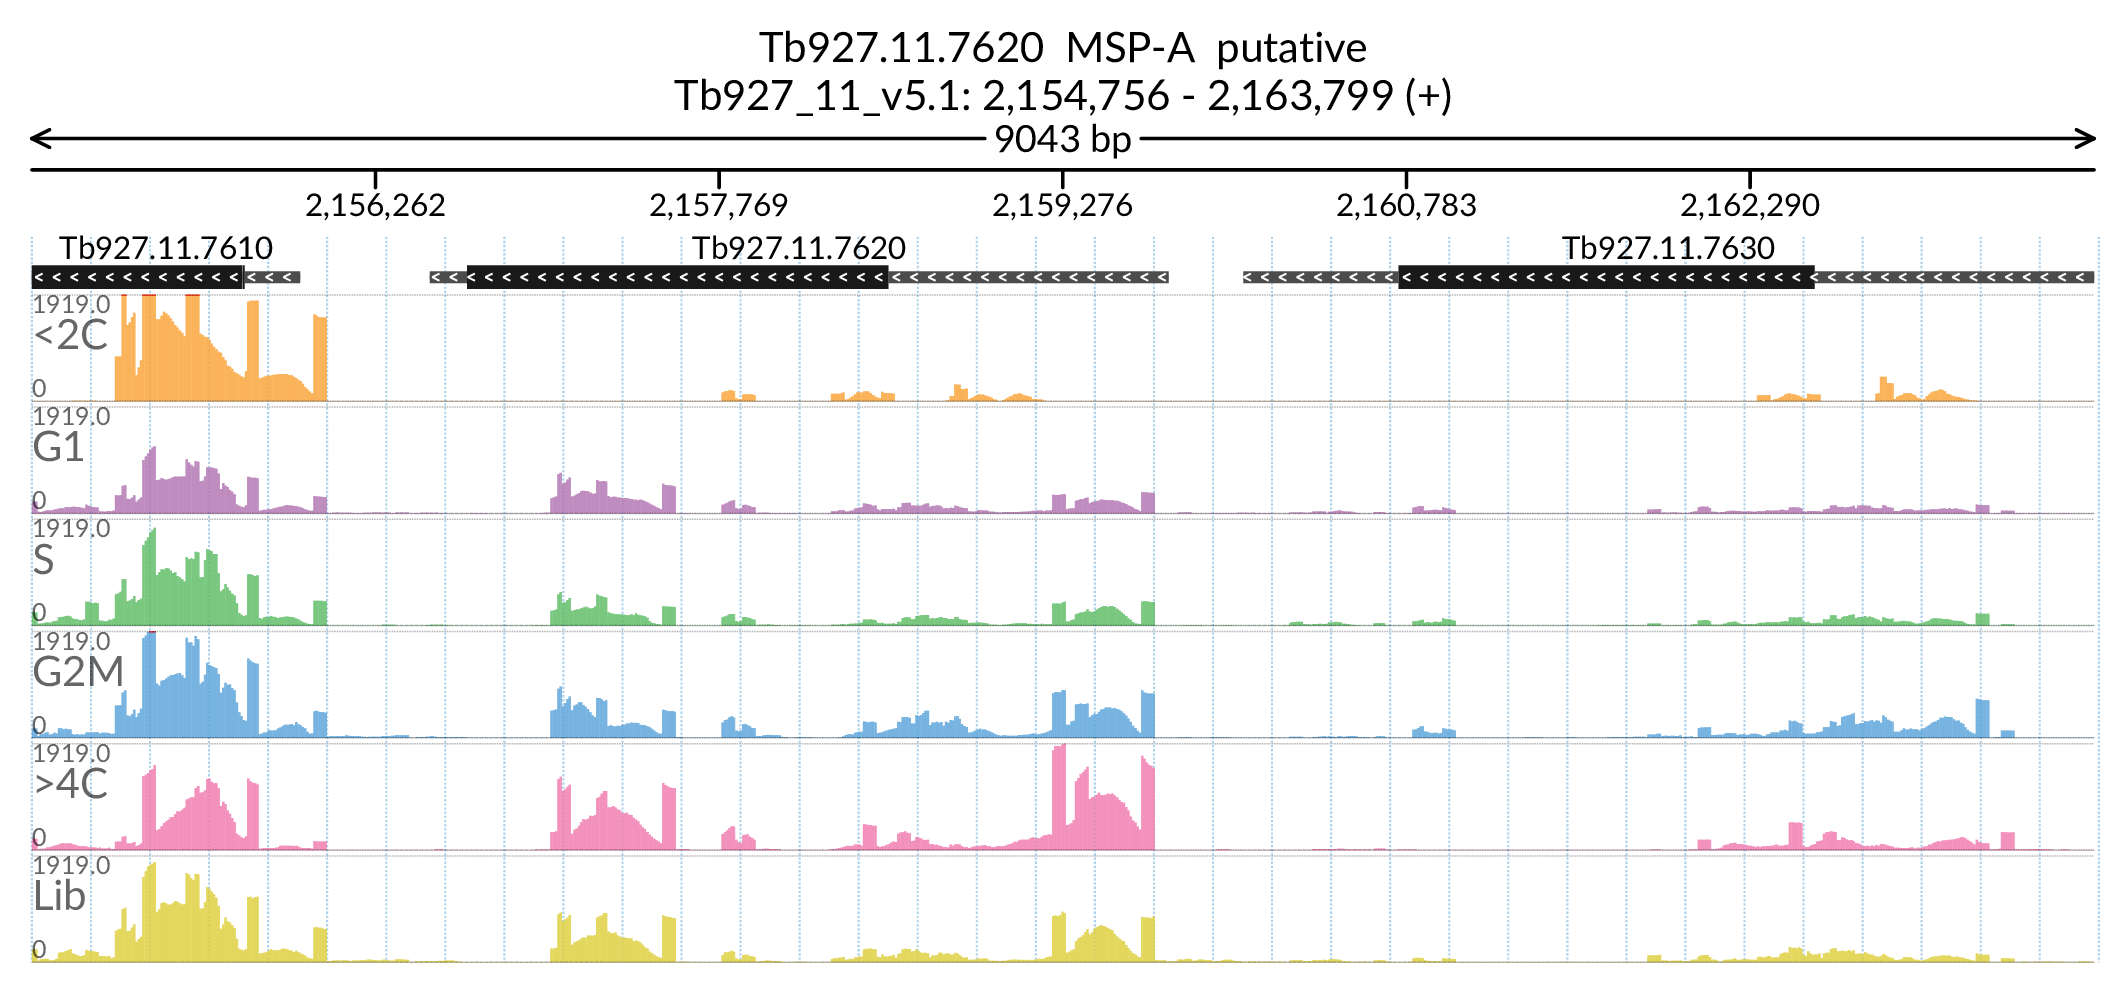 Tb927.11.7620 MSP-A putative
Tb927_11_v5.1: 2,154,756 - 2,163,799 (+)
9043 bp
2,156,262 2,157,769 2,159,276 2,160,783 2,162,290
Tb927.11.7610 Tb927.11.7620 Tb927.11.7630
1919.0
<2C
0
1919.0
G1
0
1919.0
S
0
1919.0
G2M
0
1919.0
>4C
0
1919.0
Lib
0